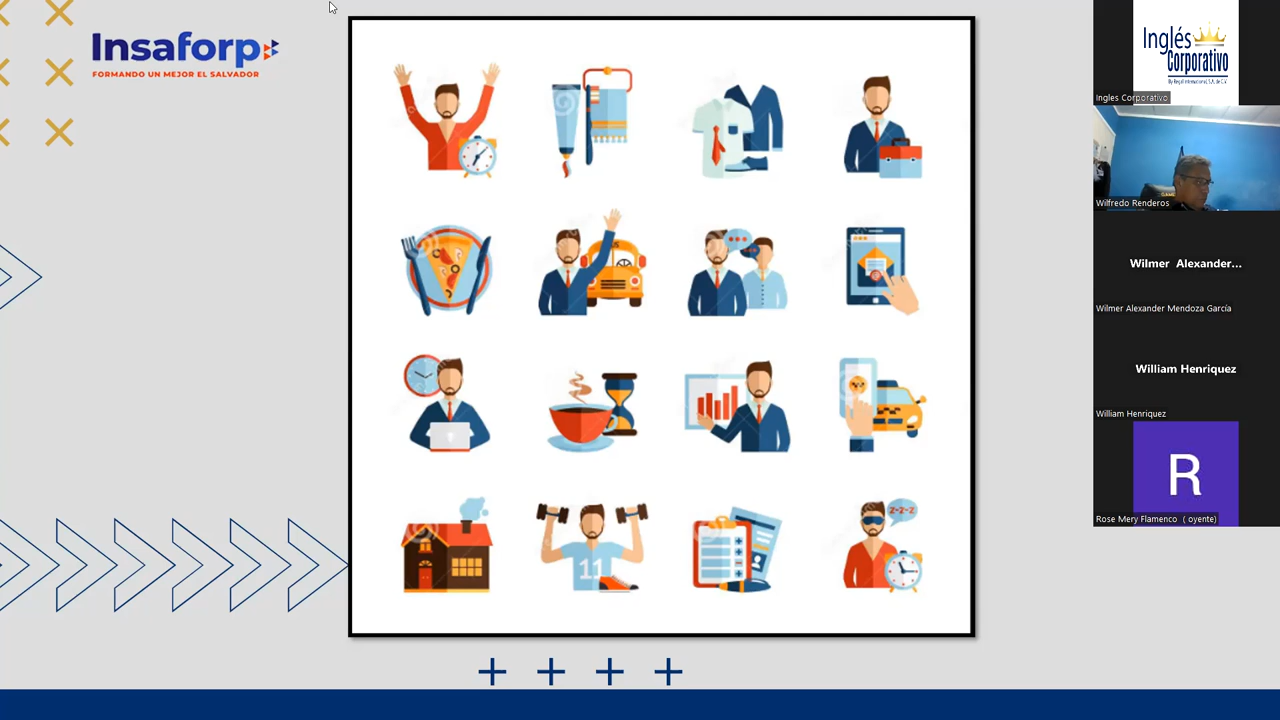 Insaforp
FORMANDO UN MEJOR EL SALVADOR
11
Z-Z-Z
Inglés
Corporativo
Ingles Corporativo
Wilfredo Renderos
Wilmer Alexander...
Wilmer Alexander Mendoza García
William Henriquez
William Henriquez
R
Rose Mery Flamenco ( oyente)